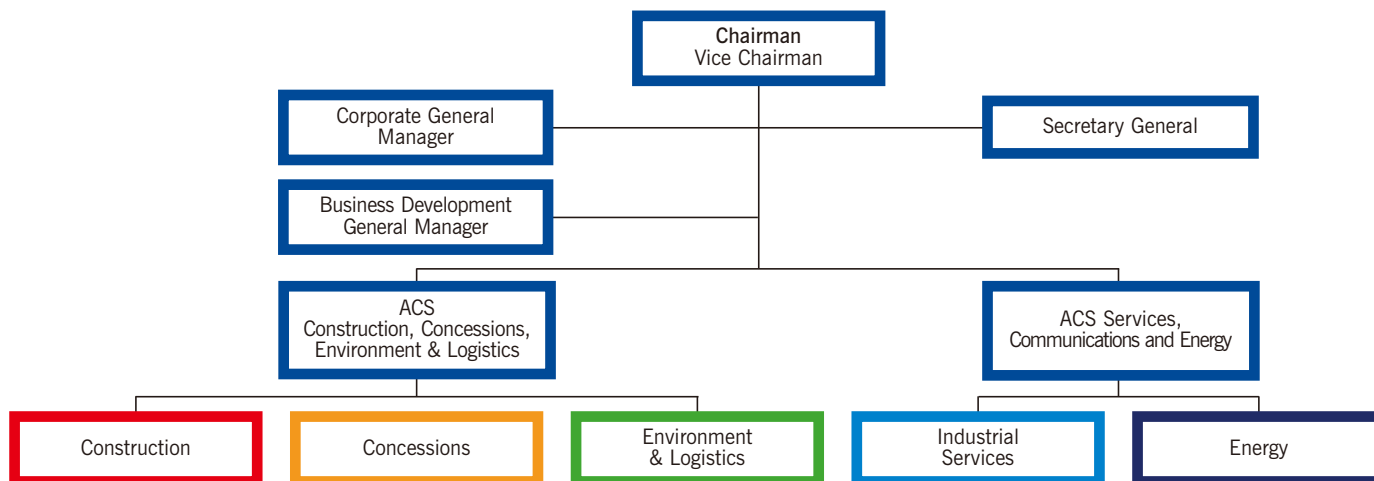 Chairman
Vice Chairman
Corporate General
Manager
Secretary General
Business Development
General Manager
ACS
Construction, Concessions,
Environment & Logistics
ACS Services,
Communications and Energy
Construction
Concessions
Environment
& Logistics
Industrial
Services
Energy